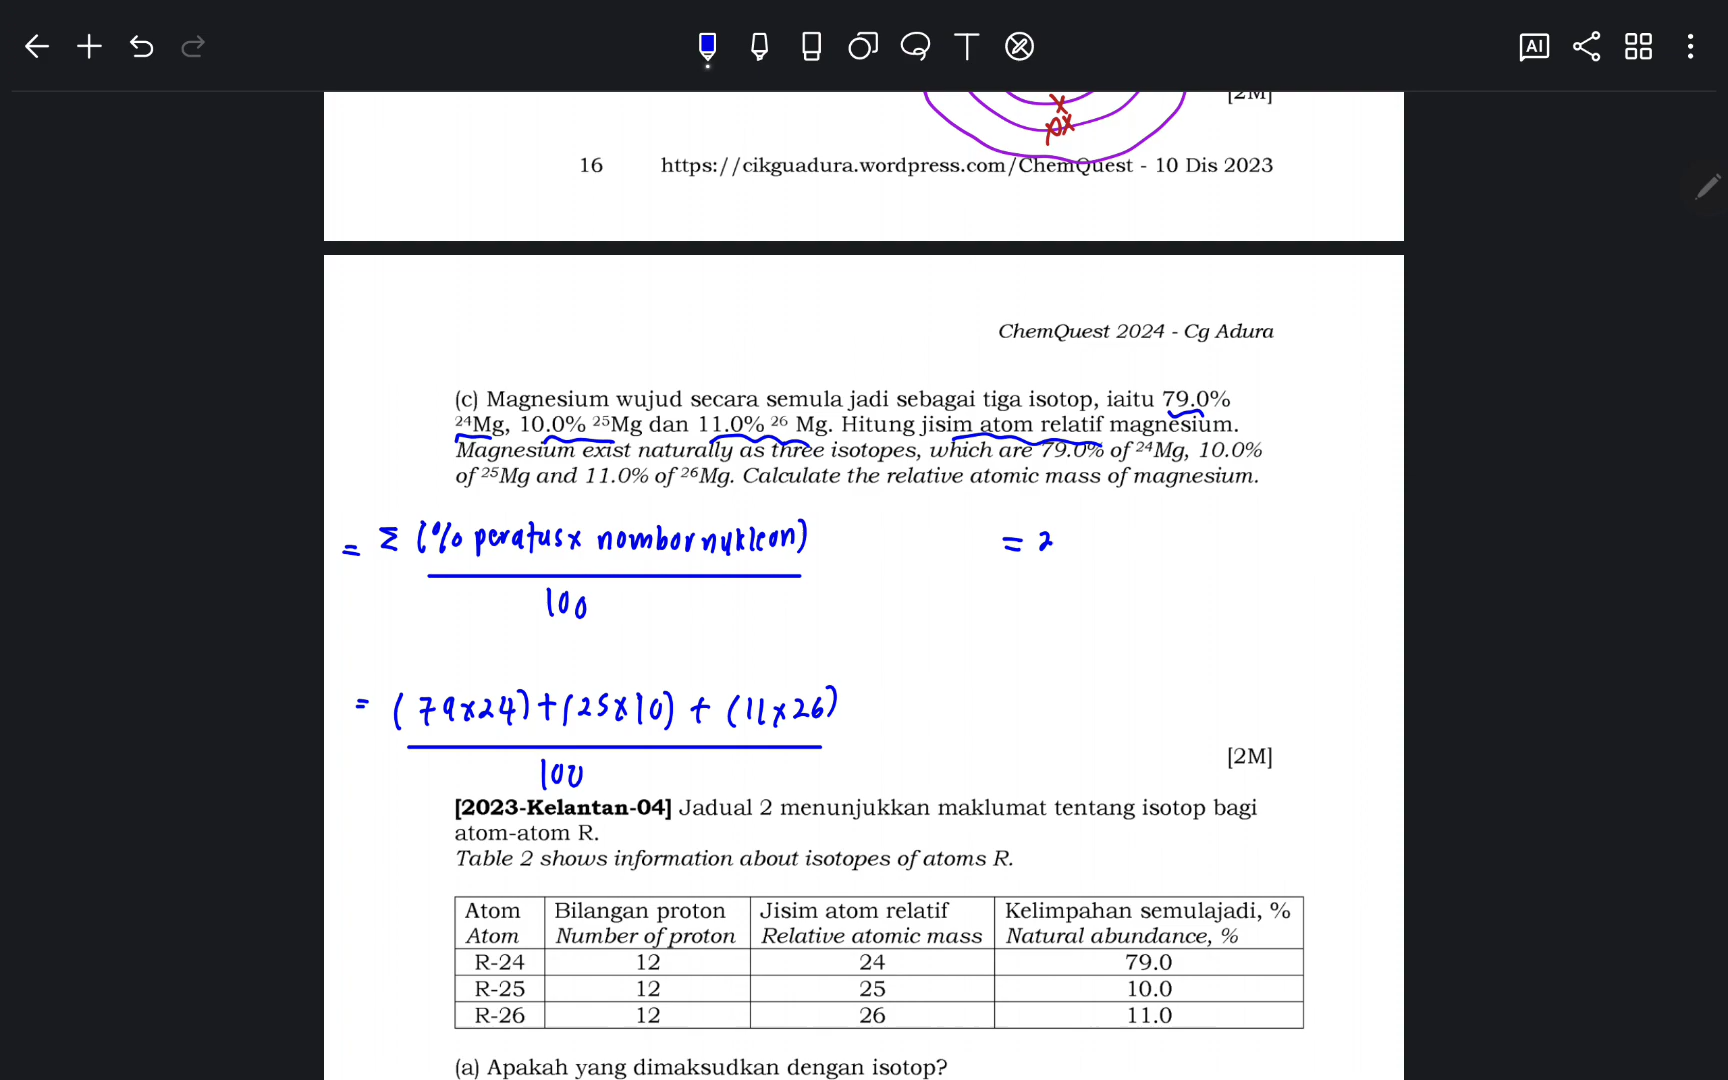 AI
[2M]
x
xx
16 https://cikguadura.wordpress.com/ChemQuest - 10 Dis 2023
ChemQuest 2024 - Cg Adura
(c) Magnesium wujud secara semula jadi sebagai tiga isotop, iaitu 79.0%
²⁴Mg, 10.0% ²⁵Mg dan 11.0% ²⁶ Mg. Hitung jisim atom relatif magnesium.
Magnesium exist naturally as three isotopes, which are 79.0% of ²⁴Mg, 10.0%
of ²⁵Mg and 11.0% of ²⁶Mg. Calculate the relative atomic mass of magnesium.
= Σ (% peratus x nombor nukleon)
100
= 2
= (79x24)+(25x10) + (11x26)
100
[2M]
[2023-Kelantan-04] Jadual 2 menunjukkan maklumat tentang isotop bagi
atom-atom R.
Table 2 shows information about isotopes of atoms R.
Atom Bilangan proton Jisim atom relatif Kelimpahan semulajadi, %
Atom Number of proton Relative atomic mass Natural abundance, %
R-24 12 24 79.0
R-25 12 25 10.0
R-26 12 26 11.0
(a) Apakah yang dimaksudkan dengan isotop?